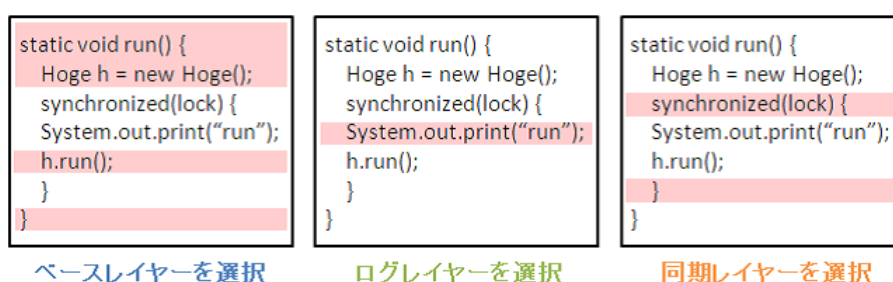 static void run() {
Hoge h = new Hoge();
synchronized(lock) {
System.out.print(“run”);
h.run();
}
}
ベースレイヤーを選択
static void run() {
Hoge h = new Hoge();
synchronized(lock) {
System.out.print(“run”);
h.run();
}
}
ログレイヤーを選択
static void run() {
Hoge h = new Hoge();
synchronized(lock) {
System.out.print(“run”);
h.run();
}
}
同期レイヤーを選択